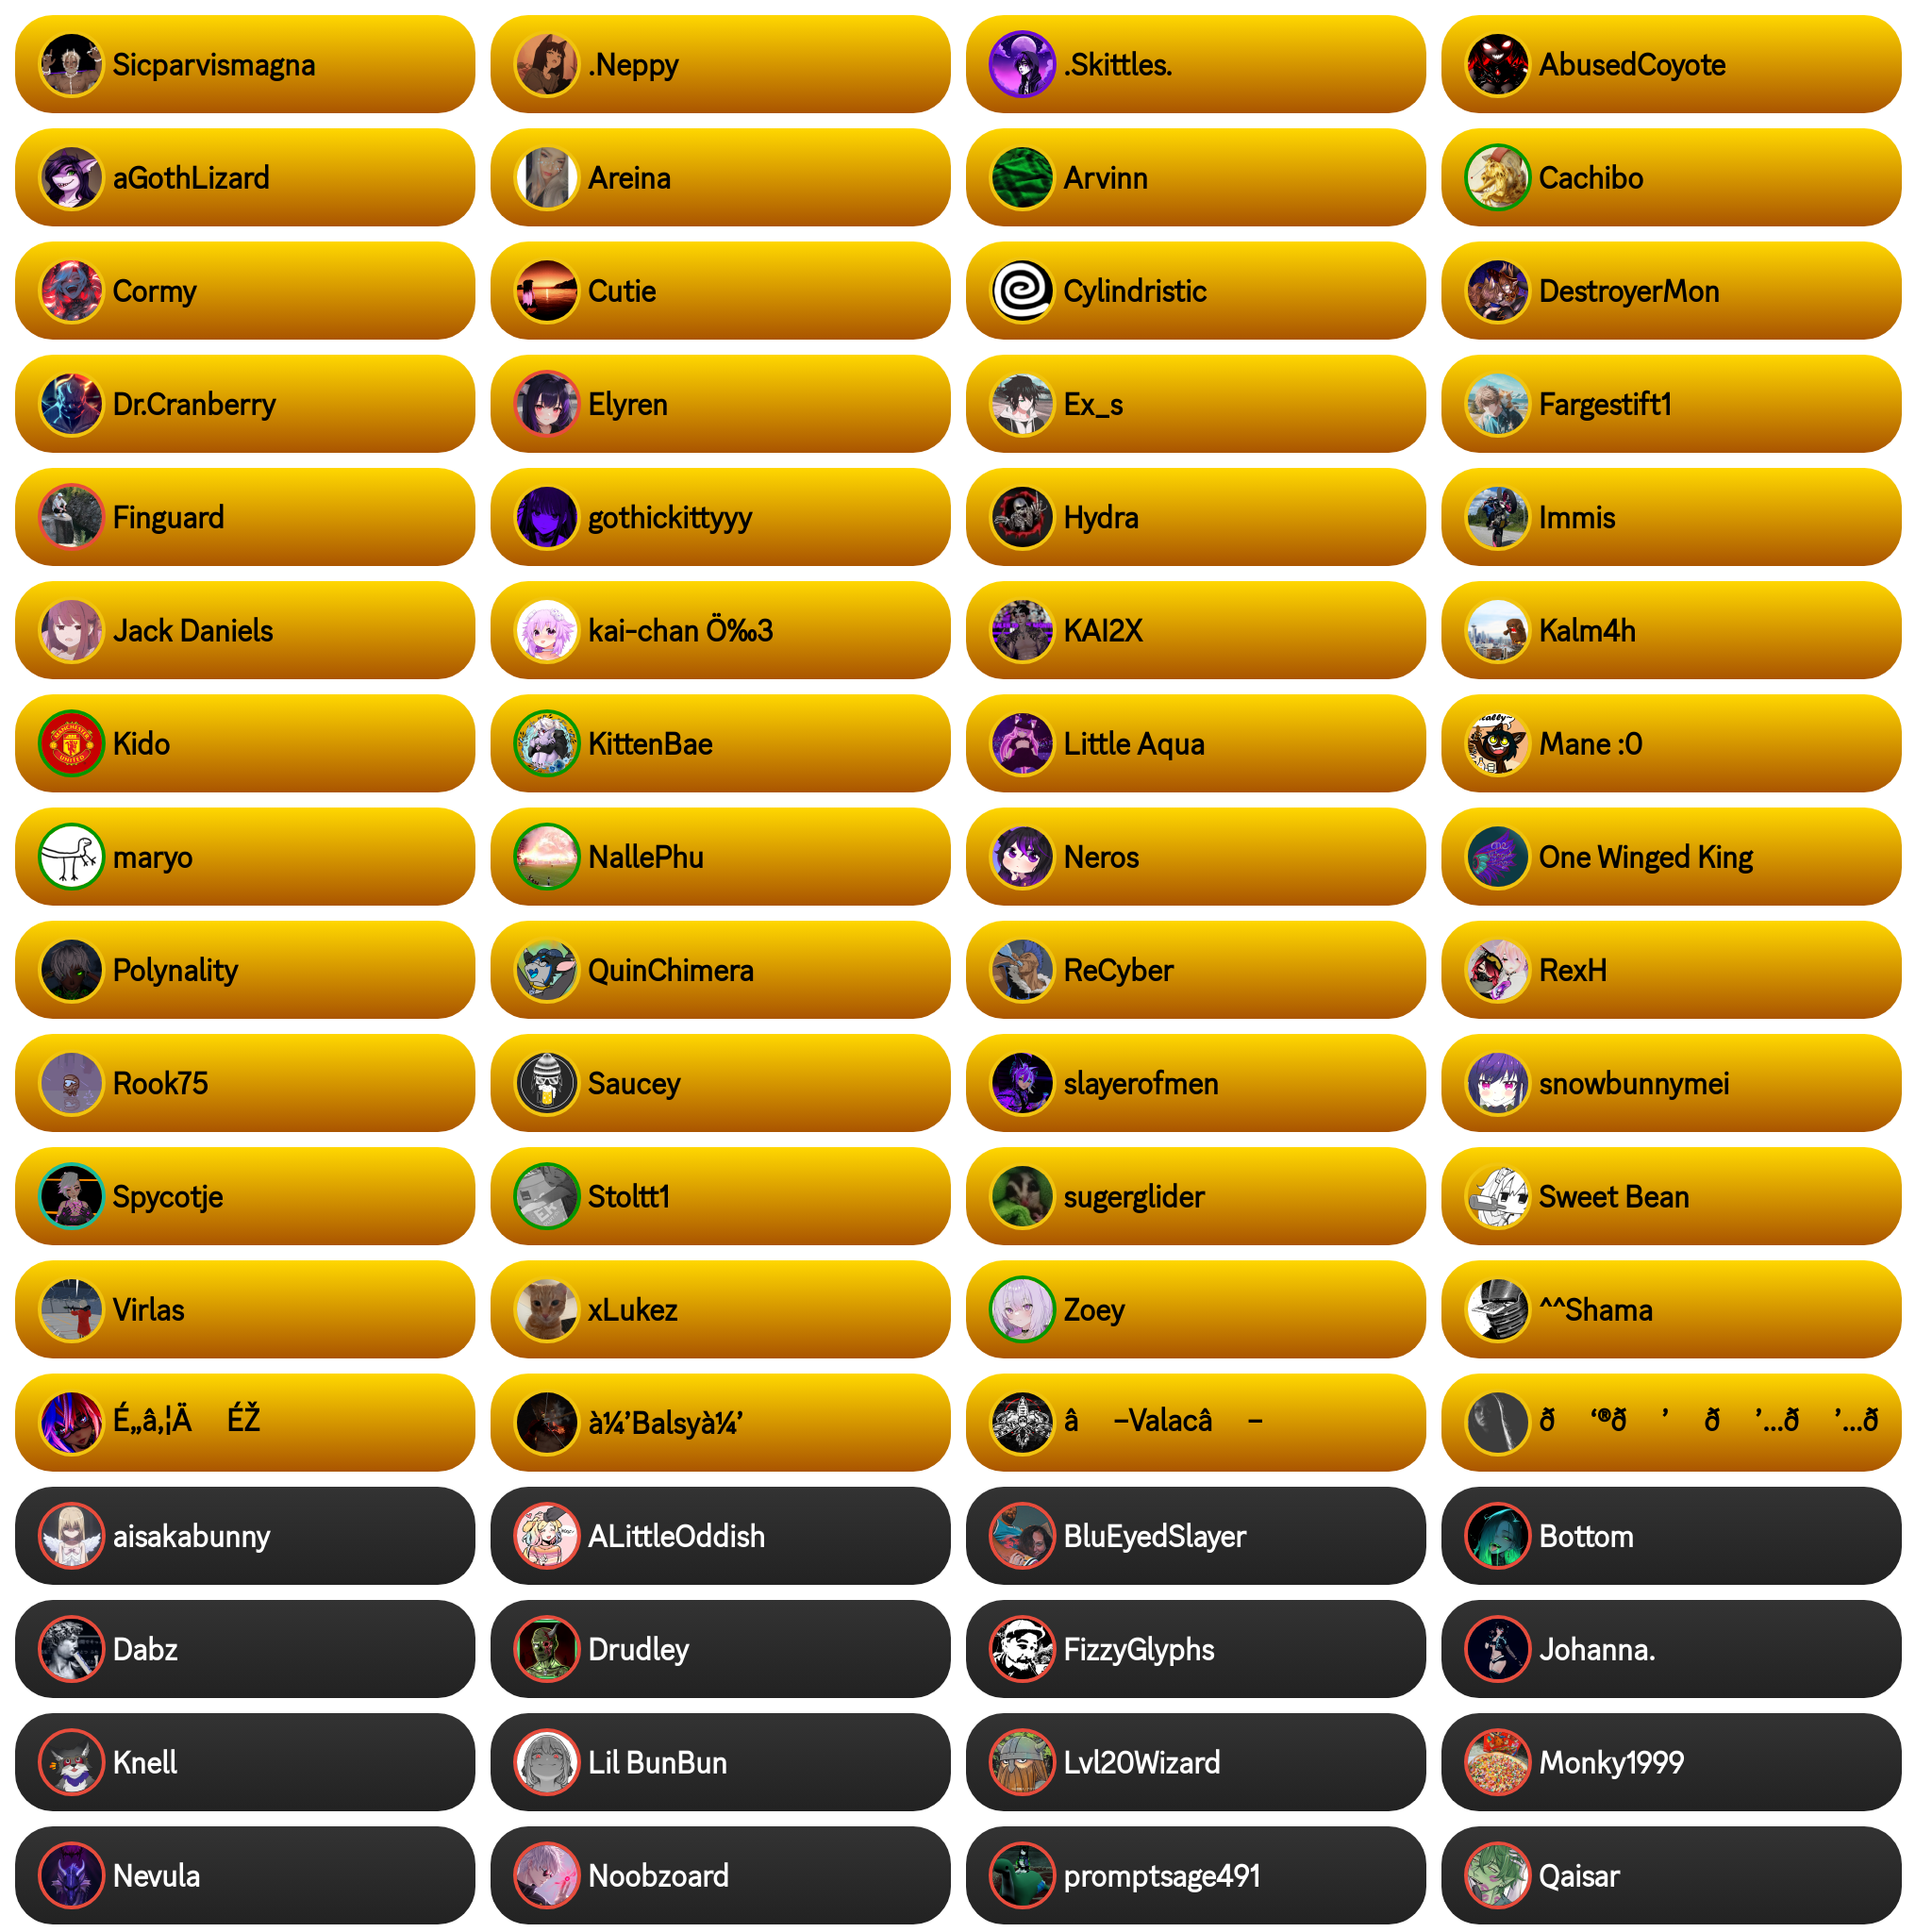 Sicparvismagna
.Neppy
.Skittles.
AbusedCoyote
aGothLizard
Areina
Arvinn
Cachibo
Cormy
Cutie
Cylindristic
DestroyerMon
Dr.Cranberry
Elyren
Ex_s
Fargestift1
Finguard
gothickittyyy
Hydra
Immis
Jack Daniels
kai-chan Ö‰3
KAI2X
Kalm4h
MANCHESTER
UNITED
Kido
KittenBae
Little Aqua
Mane :0
maryo
NallePhu
Neros
One Winged King
Polynality
QuinChimera
ReCyber
RexH
Rook75
Saucey
slayerofmen
snowbunnymei
Spycotje
Stoltt1
sugerglider
Sweet Bean
Virlas
xLukez
Zoey
^^Shama
É„â‚¦Ä ÉŽ
à¼’Balsyà¼’
â –Valacâ –
ð ‘®ð ’ ð ’…ð ’…ð
aisakabunny
ALittleOddish
BluEyedSlayer
Bottom
Dabz
Drudley
FizzyGlyphs
Johanna.
Knell
Lil BunBun
Lvl20Wizard
Monky1999
Nevula
Noobzoard
promptsage491
Qaisar